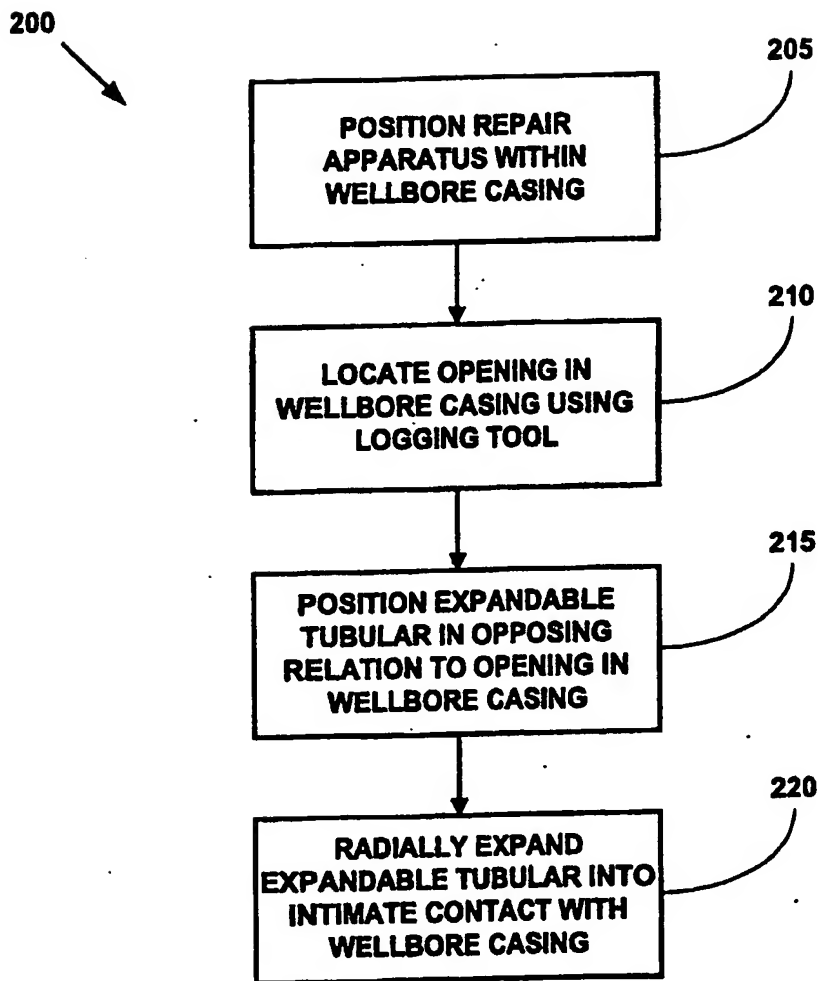 200
205
POSITION REPAIR
APPARATUS WITHIN
WELLBORE CASING
210
LOCATE OPENING IN
WELLBORE CASING USING
LOGGING TOOL
215
POSITION EXPANDABLE
TUBULAR IN OPPOSING
RELATION TO OPENING IN
WELLBORE CASING
220
RADIALLY EXPAND
EXPANDABLE TUBULAR INTO
INTIMATE CONTACT WITH
WELLBORE CASING